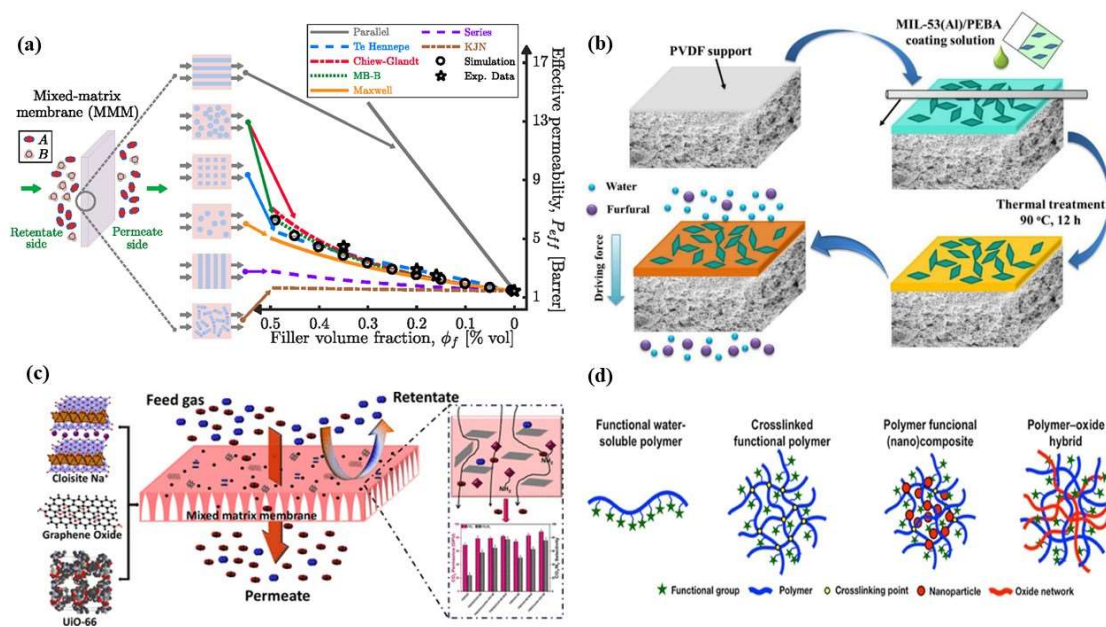 (a)
Parallel
Te Hennepe
Chiew-Glandt
MB-B
Maxwell
Series
KJN
Simulation
Exp. Data
Mixed-matrix
membrane (MMM)
A
B
Retentate
side
Permeate
side
17
13
9
5
1
Effective permeability, P_eff [Barrer]
0.5 0.4 0.3 0.2 0.1 0
Filler volume fraction, ϕ_f [% vol]
(b)
PVDF support
MIL-53(Al)/PEBA
coating solution
Thermal treatment
90 °C, 12 h
Water
Furfural
Driving force
(c)
Cloisite Na⁺
Graphene Oxide
UiO-66
Feed gas
Retentate
Mixed matrix membrane
Permeate
(d)
Functional water-
soluble polymer
Crosslinked
functional polymer
Polymer funcional
(nano)composite
Polymer–oxide
hybrid
Functional group
Polymer
Crosslinking point
Nanoparticle
Oxide network